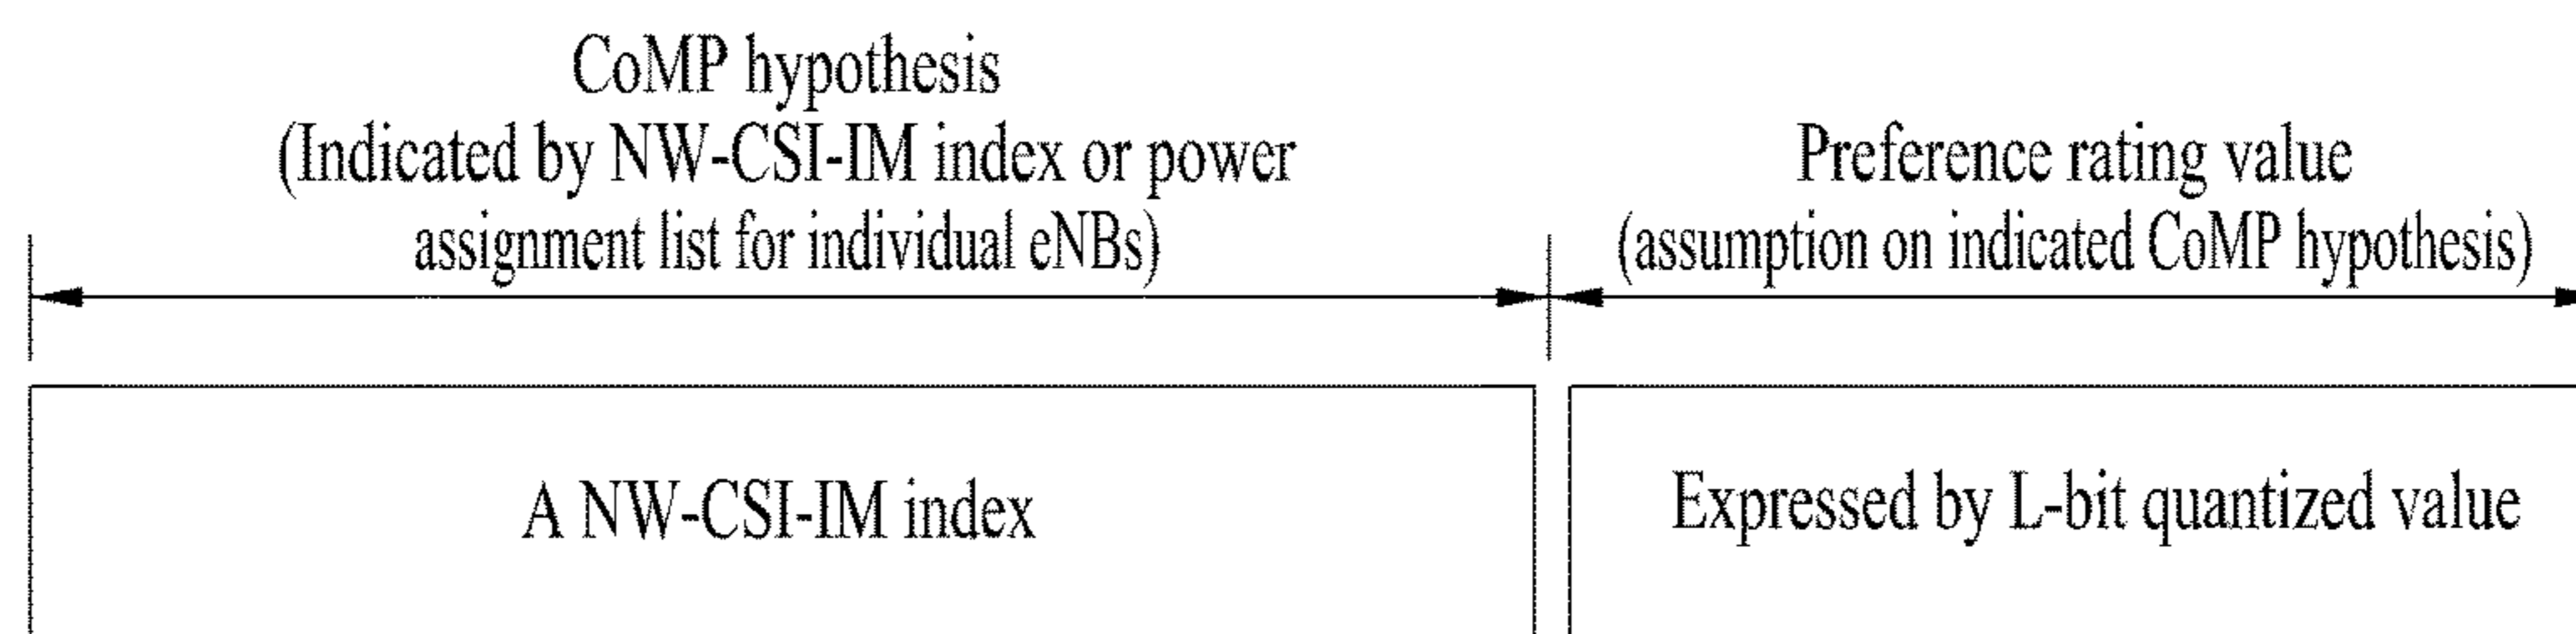 CoMP hypothesis
(Indicated by NW-CSI-IM index or power
assignment list for individual eNBs)
Preference rating value
(assumption on indicated CoMP hypothesis)
A NW-CSI-IM index
Expressed by L-bit quantized value